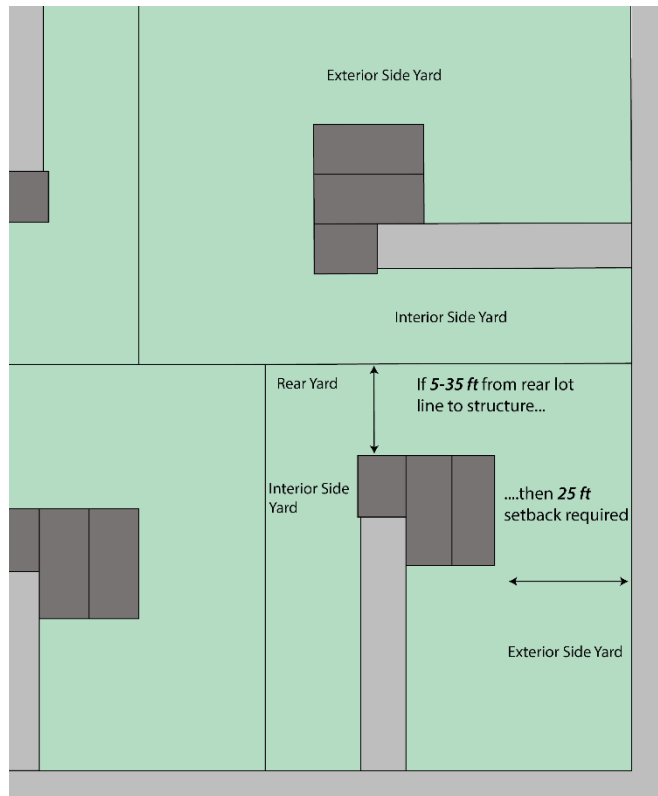 Exterior Side Yard
Interior Side Yard
Rear Yard
If 5-35 ft from rear lot
line to structure...
Interior Side
Yard
....then 25 ft
setback required
Exterior Side Yard